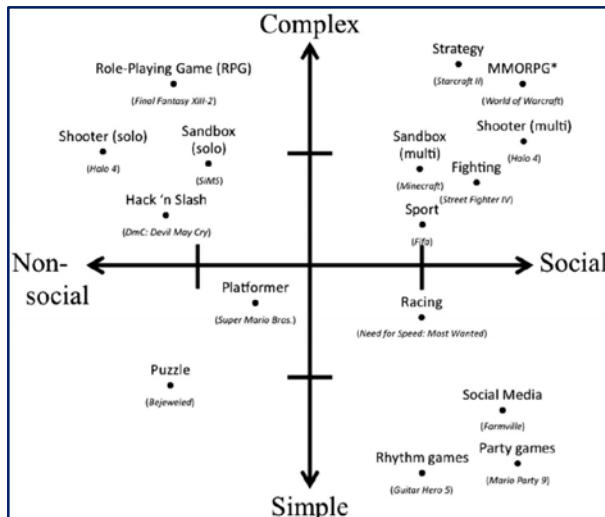 Complex
Strategy
(Starcraft II)
Role-Playing Game (RPG)
(Final Fantasy XIII-2)
MMORPG*
(World of Warcraft)
Shooter (solo)
(Halo 4)
Sandbox
(solo)
(SiMS)
Sandbox
(multi)
(Minecraft)
Shooter (multi)
(Halo 4)
Fighting
(Street Fighter IV)
Hack 'n Slash
(DmC: Devil May Cry)
Sport
(Fifa)
Non-
social
Social
Platformer
(Super Mario Bros.)
Racing
(Need for Speed: Most Wanted)
Puzzle
(Bejeweled)
Social Media
(Farmville)
Rhythm games
(Guitar Hero 5)
Party games
(Mario Party 9)
Simple